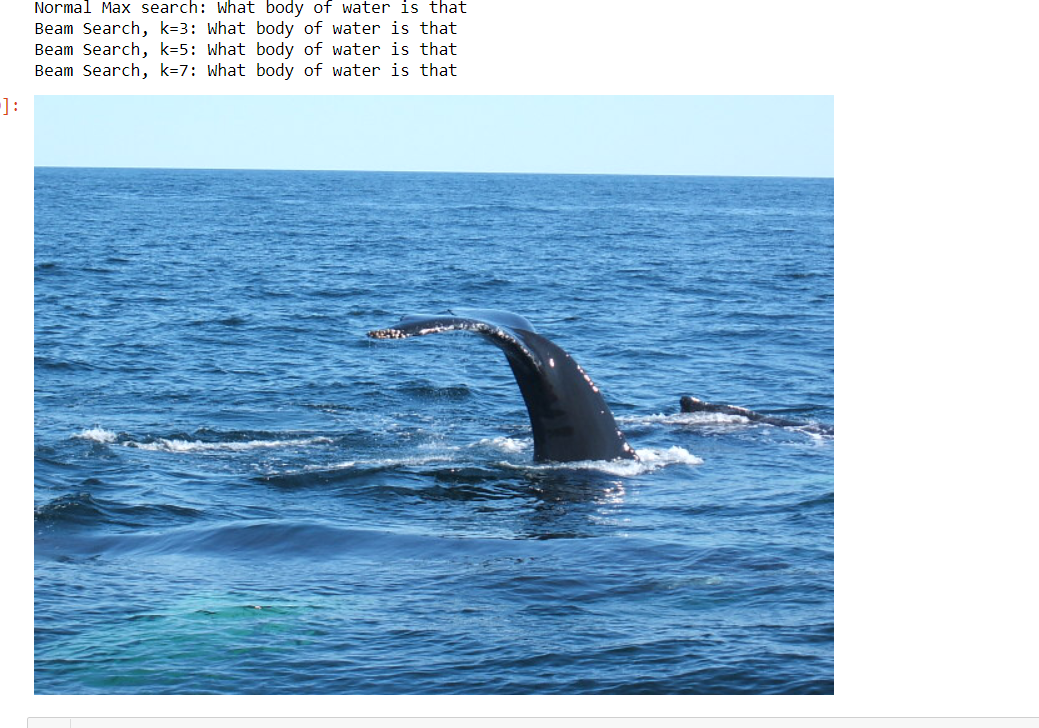 Normal Max search: What body of water is that
Beam Search, k=3: What body of water is that
Beam Search, k=5: What body of water is that
Beam Search, k=7: What body of water is that
]: